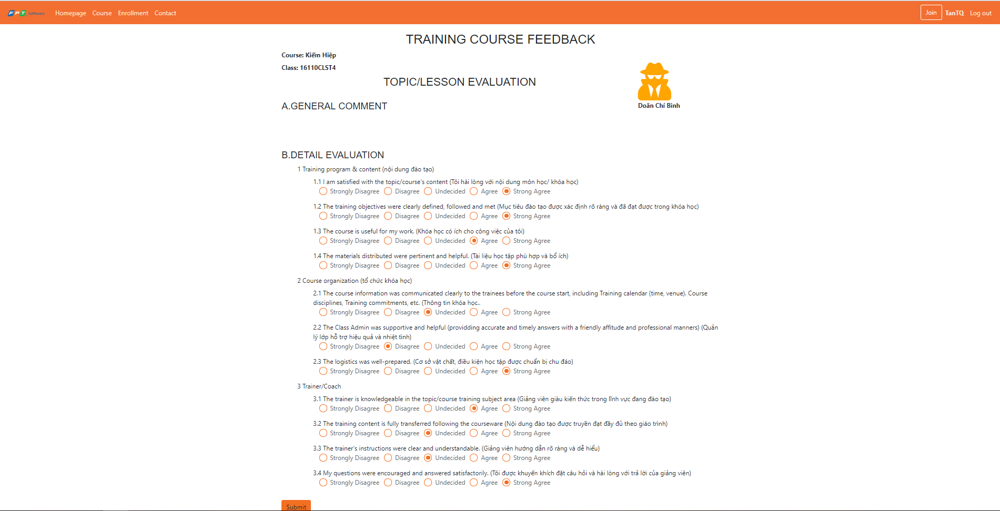 FPT Software Homepage Course Enrollment Contact Join TanTQ Log out
TRAINING COURSE FEEDBACK
Course: Kiếm Hiệp
Class: 16110CLST4
TOPIC/LESSON EVALUATION
Doãn Chí Bình
A.GENERAL COMMENT
B.DETAIL EVALUATION
1 Training program & content (nội dung đào tạo)
1.1 I am satisfied with the topic/course's content (Tôi hài lòng với nội dung môn học/ khóa học)
Strongly Disagree Disagree Undecided Agree Strong Agree
1.2 The training objectives were clearly defined, followed and met (Mục tiêu đào tạo được xác định rõ ràng và đã đạt được trong khóa học)
Strongly Disagree Disagree Undecided Agree Strong Agree
1.3 The course is useful for my work. (Khóa học có ích cho công việc của tôi)
Strongly Disagree Disagree Undecided Agree Strong Agree
1.4 The materials distributed were pertinent and helpful. (Tài liệu học tập phù hợp và bổ ích)
Strongly Disagree Disagree Undecided Agree Strong Agree
2 Course organization (tổ chức khóa học)
2.1 The course information was communicated clearly to the trainees before the course start, including Training calendar (time, venue). Course
disciplines, Training commitments, etc. (Thông tin khóa học..
Strongly Disagree Disagree Undecided Agree Strong Agree
2.2 The Class Admin was supportive and helpful (providding accurate and timely answers with a friendly affitude and professional manners) (Quản
lý lớp hỗ trợ hiệu quả và nhiệt tình)
Strongly Disagree Disagree Undecided Agree Strong Agree
2.3 The logistics was well-prepared. (Cơ sở vật chất, điều kiện học tập được chuẩn bị chu đáo)
Strongly Disagree Disagree Undecided Agree Strong Agree
3 Trainer/Coach
3.1 The trainer is knowledgeable in the topic/course training subject area (Giảng viên giàu kiến thức trong lĩnh vực đang đào tạo)
Strongly Disagree Disagree Undecided Agree Strong Agree
3.2 The training content is fully transferred following the courseware (Nội dung đào tạo được truyền đạt đầy đủ theo giáo trình)
Strongly Disagree Disagree Undecided Agree Strong Agree
3.3 The trainer's instructions were clear and understandable. (Giảng viên hướng dẫn rõ ràng và dễ hiểu)
Strongly Disagree Disagree Undecided Agree Strong Agree
3.4 My questions were encouraged and answered satisfactorily. (Tôi được khuyến khích đặt câu hỏi và hài lòng với trả lời của giảng viên)
Strongly Disagree Disagree Undecided Agree Strong Agree
Submit